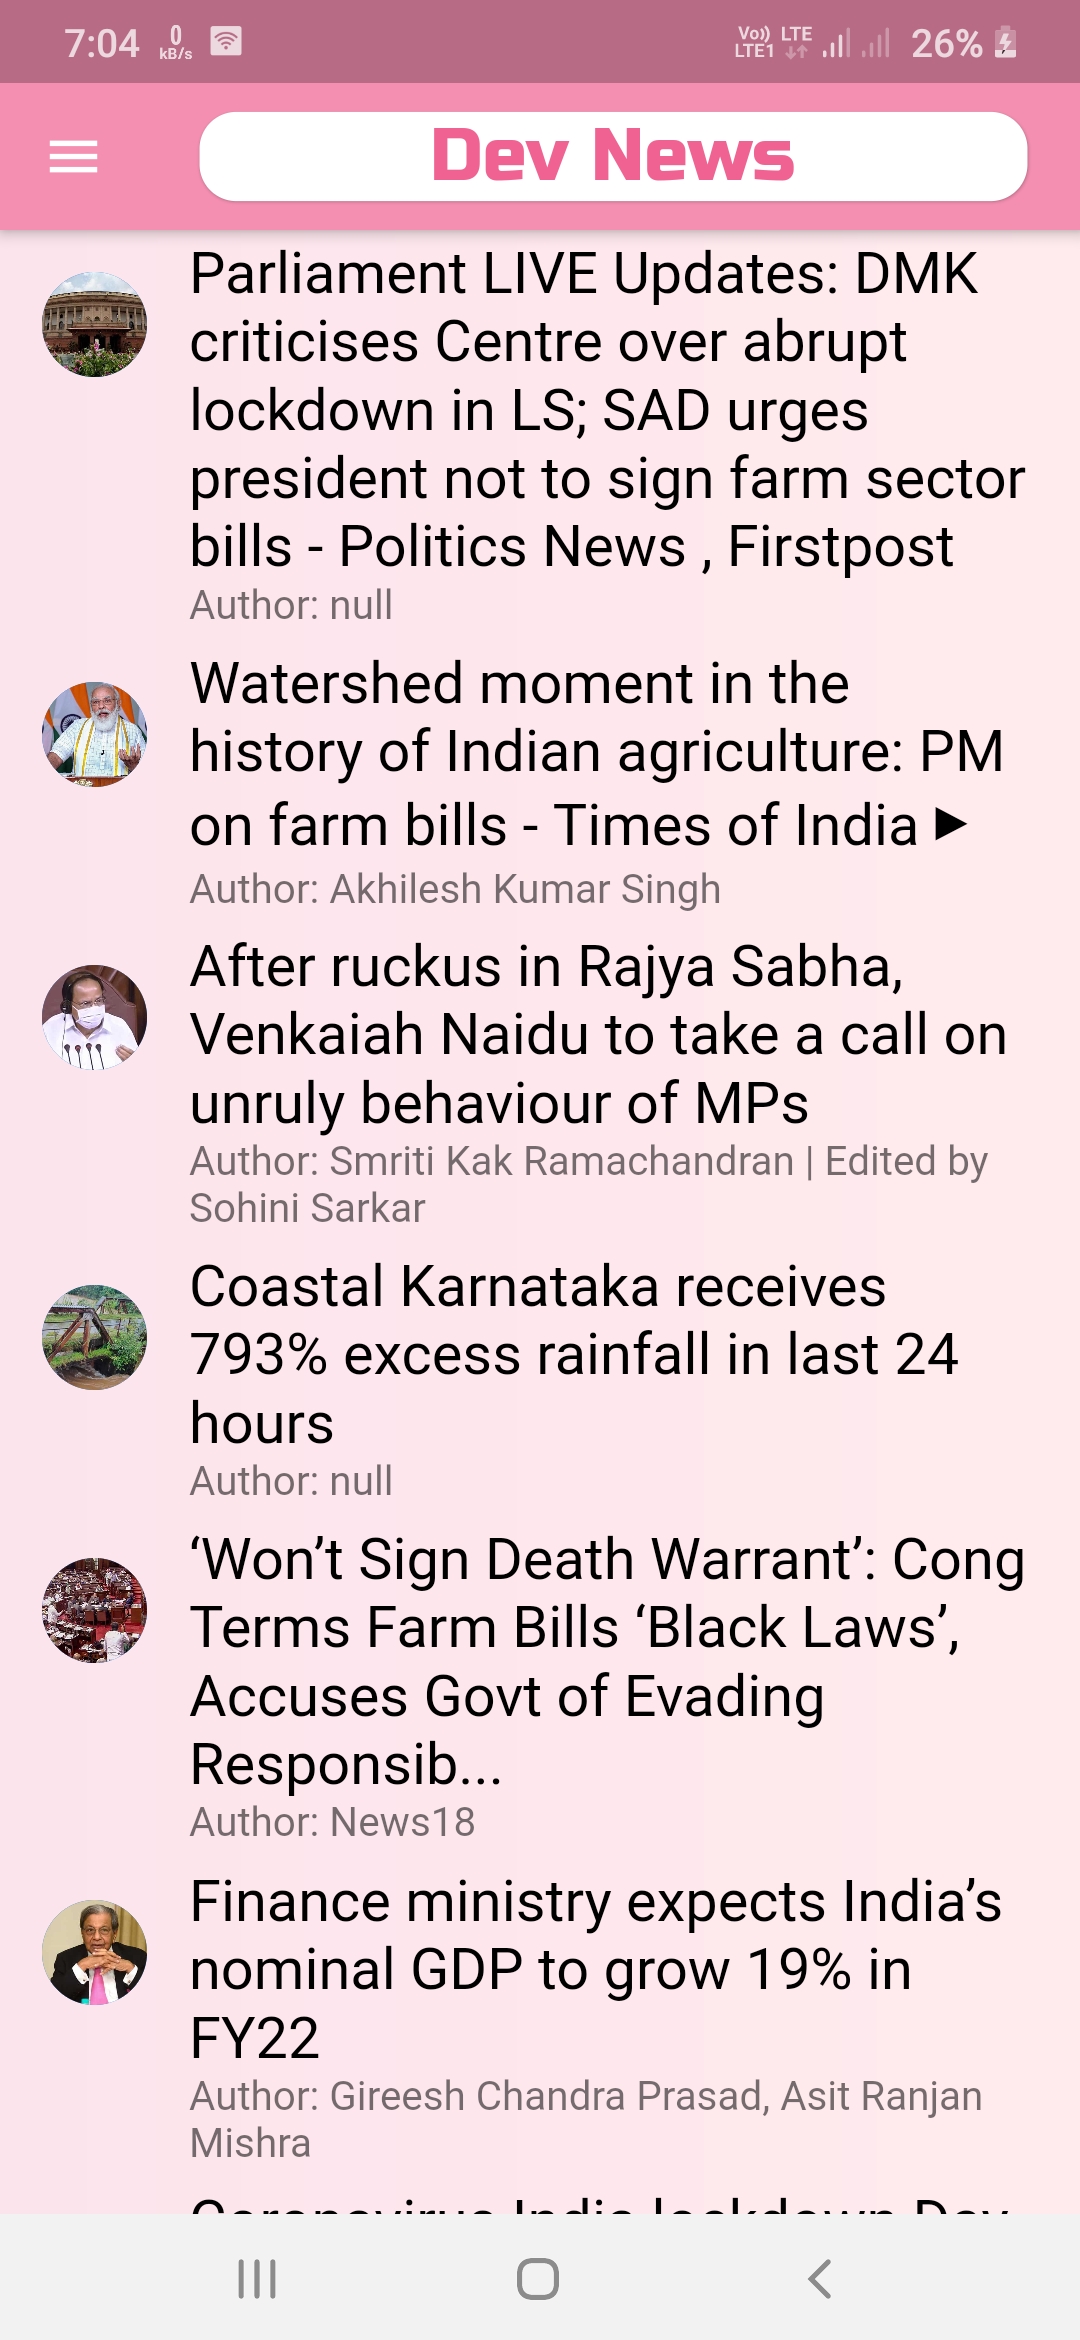 7:04 0 kB/s Vo)) LTE LTE1 26%
Dev News
Parliament LIVE Updates: DMK
criticises Centre over abrupt
lockdown in LS; SAD urges
president not to sign farm sector
bills - Politics News , Firstpost
Author: null
Watershed moment in the
history of Indian agriculture: PM
on farm bills - Times of India ►
Author: Akhilesh Kumar Singh
After ruckus in Rajya Sabha,
Venkaiah Naidu to take a call on
unruly behaviour of MPs
Author: Smriti Kak Ramachandran | Edited by
Sohini Sarkar
Coastal Karnataka receives
793% excess rainfall in last 24
hours
Author: null
‘Won’t Sign Death Warrant’: Cong
Terms Farm Bills ‘Black Laws’,
Accuses Govt of Evading
Responsib...
Author: News18
Finance ministry expects India’s
nominal GDP to grow 19% in
FY22
Author: Gireesh Chandra Prasad, Asit Ranjan
Mishra
Coronavirus India lockdown Day